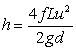 h = 4fLu²/2gd